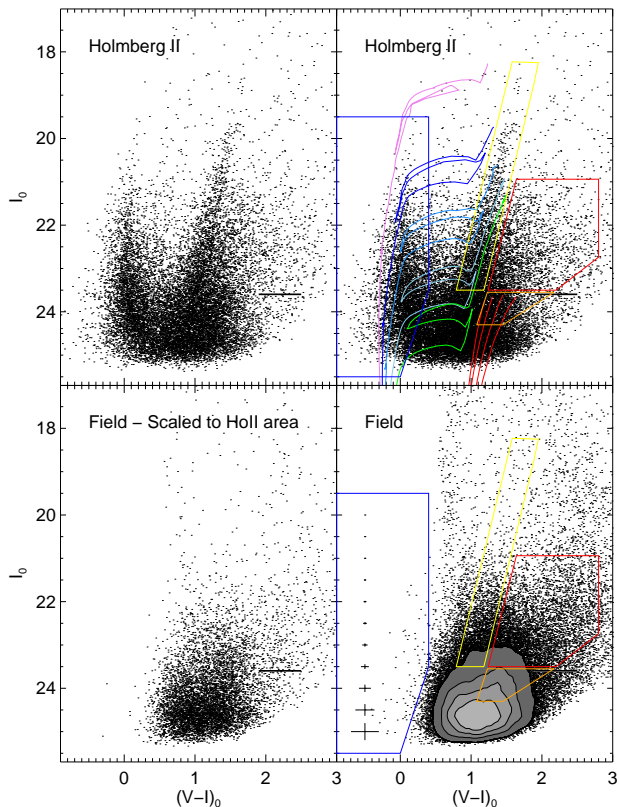 Holmberg II
Holmberg II
18
20
22
24
I₀
Field – Scaled to HoII area
Field
18
20
22
24
I₀
0 1 2 3 0 1 2 3
(V–I)₀ (V–I)₀